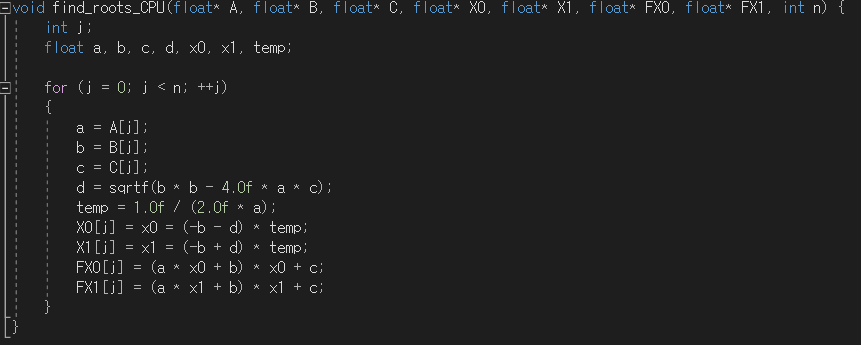 void find_roots_CPU(float* A, float* B, float* C, float* X0, float* X1, float* FX0, float* FX1, int n) {
    int j;
    float a, b, c, d, x0, x1, temp;

    for (j = 0; j < n; ++j)
    {
        a = A[j];
        b = B[j];
        c = C[j];
        d = sqrtf(b * b - 4.0f * a * c);
        temp = 1.0f / (2.0f * a);
        X0[j] = x0 = (-b - d) * temp;
        X1[j] = x1 = (-b + d) * temp;
        FX0[j] = (a * x0 + b) * x0 + c;
        FX1[j] = (a * x1 + b) * x1 + c;
    }
}